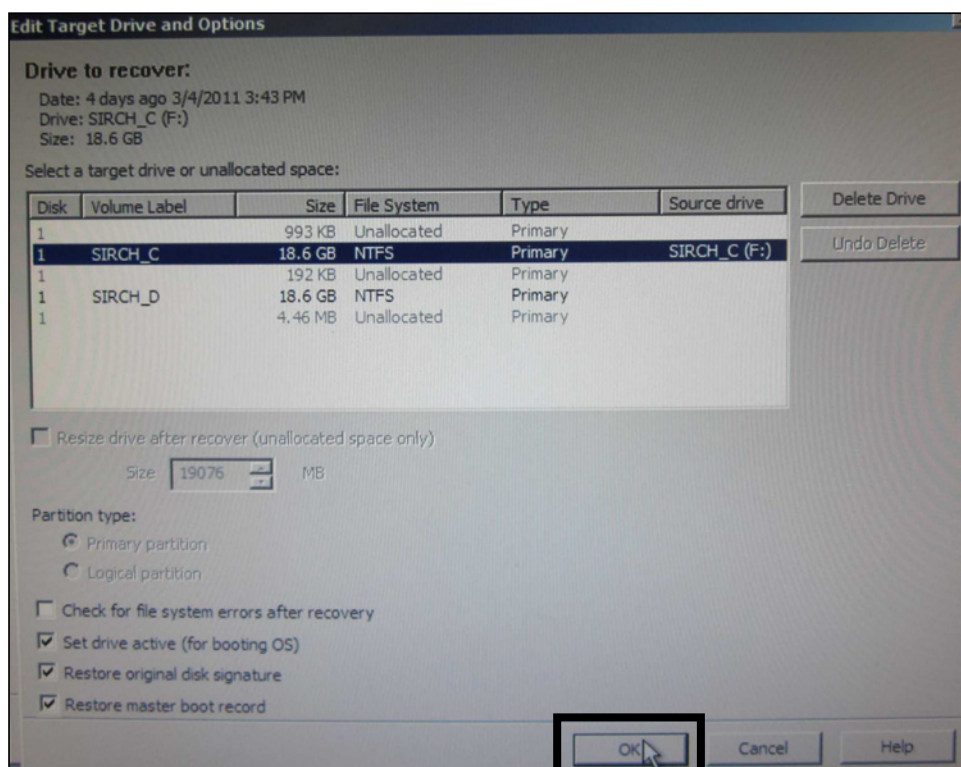 Edit Target Drive and Options
Drive to recover:
Date: 4 days ago 3/4/2011 3:43 PM
Drive: SIRCH_C (F:)
Size: 18.6 GB
Select a target drive or unallocated space:
Disk Volume Label Size File System Type Source drive
1 993 KB Unallocated Primary
1 SIRCH_C 18.6 GB NTFS Primary SIRCH_C (F:)
1 192 KB Unallocated Primary
1 SIRCH_D 18.6 GB NTFS Primary
1 4.46 MB Unallocated Primary
Delete Drive
Undo Delete
Resize drive after recover (unallocated space only)
Size 19076 MB
Partition type:
Primary partition
Logical partition
Check for file system errors after recovery
Set drive active (for booting OS)
Restore original disk signature
Restore master boot record
OK Cancel Help